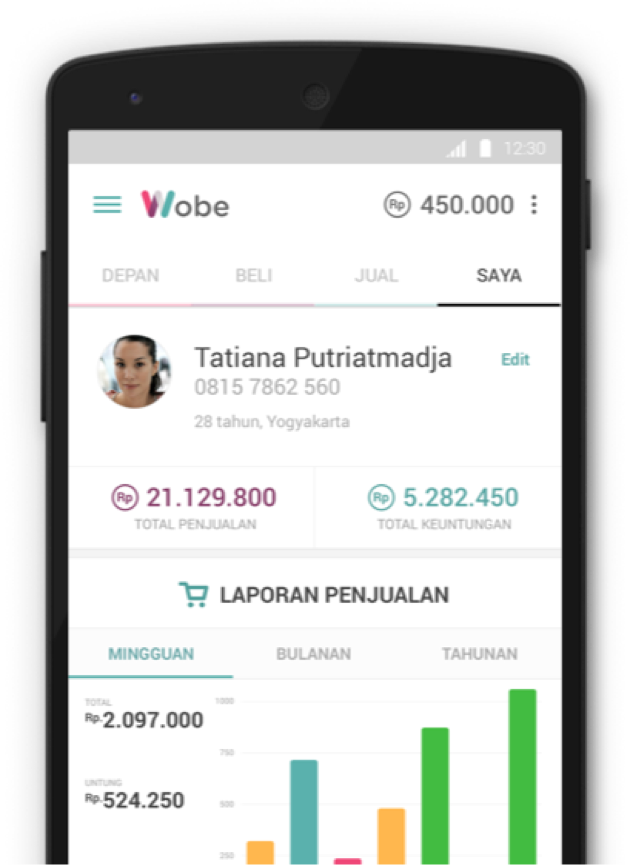 12:30
Wobe
Rp 450.000
DEPAN BELI JUAL SAYA
Tatiana Putriatmadja
Edit
0815 7862 560
28 tahun, Yogyakarta
Rp 21.129.800
TOTAL PENJUALAN
Rp 5.282.450
TOTAL KEUNTUNGAN
LAPORAN PENJUALAN
MINGGUAN BULANAN TAHUNAN
TOTAL
Rp.2.097.000
UNTUNG
Rp.524.250
1000
750
500
250